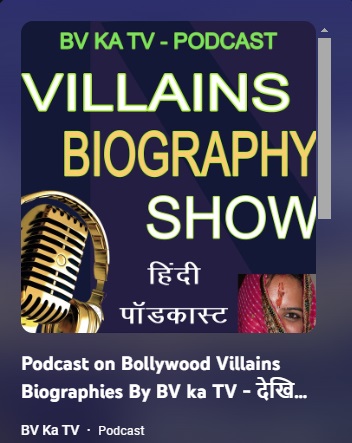 BV KA TV - PODCAST
VILLAINS
BIOGRAPHY
SHOW
हिंदी
पॉडकास्ट
Podcast on Bollywood Villains
Biographies By BV ka TV - देखि...
BV Ka TV · Podcast